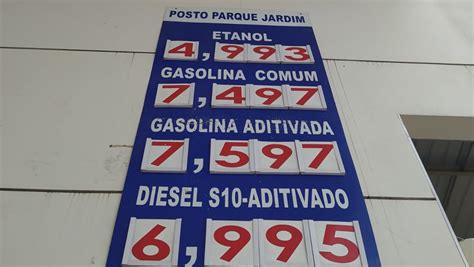 POSTO PARQUE JARDIM
ETANOL
4,993
GASOLINA COMUM
7,497
GASOLINA ADITIVADA
7,597
DIESEL S10-ADITIVADO
6,995